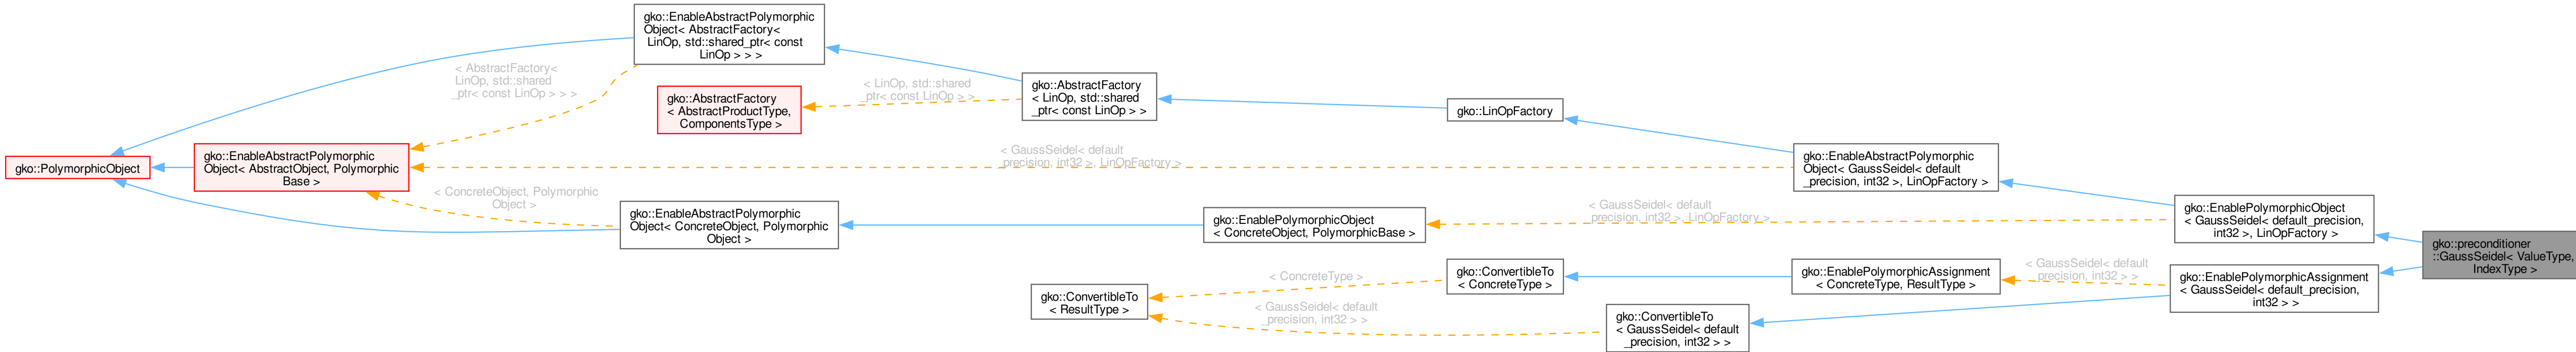 gko::EnableAbstractPolymorphic
Object< AbstractFactory<
LinOp, std::shared_ptr< const
LinOp > > >
< AbstractFactory<
LinOp, std::shared
_ptr< const LinOp > > >
gko::AbstractFactory
< AbstractProductType,
ComponentsType >
< LinOp, std::shared
_ptr< const LinOp > >
gko::AbstractFactory
< LinOp, std::shared
_ptr< const LinOp > >
gko::LinOpFactory
gko::PolymorphicObject
gko::EnableAbstractPolymorphic
Object< AbstractObject, Polymorphic
Base >
< GaussSeidel< default
_precision, int32 >, LinOpFactory >
gko::EnableAbstractPolymorphic
Object< GaussSeidel< default
_precision, int32 >, LinOpFactory >
< ConcreteObject, Polymorphic
Object >
gko::EnableAbstractPolymorphic
Object< ConcreteObject, Polymorphic
Object >
gko::EnablePolymorphicObject
< ConcreteObject, PolymorphicBase >
< GaussSeidel< default
_precision, int32 >, LinOpFactory >
gko::EnablePolymorphicObject
< GaussSeidel< default_precision,
int32 >, LinOpFactory >
gko::preconditioner
::GaussSeidel< ValueType,
IndexType >
gko::ConvertibleTo
< ResultType >
< ConcreteType >
gko::ConvertibleTo
< ConcreteType >
gko::EnablePolymorphicAssignment
< ConcreteType, ResultType >
< GaussSeidel< default
_precision, int32 > >
gko::EnablePolymorphicAssignment
< GaussSeidel< default_precision,
int32 > >
< GaussSeidel< default
_precision, int32 > >
gko::ConvertibleTo
< GaussSeidel< default
_precision, int32 > >